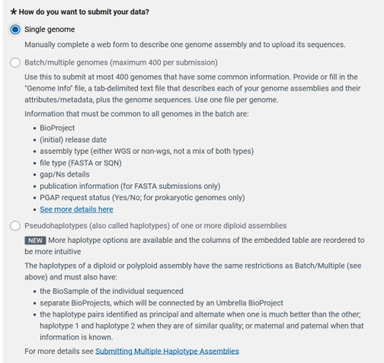 * How do you want to submit your data?
Single genome
Manually complete a web form to describe one genome assembly and to upload its sequences.
Batch/multiple genomes (maximum 400 per submission)
Use this to submit at most 400 genomes that have some common information. Provide or fill in the
"Genome Info" file, a tab-delimited text file that describes each of your genome assemblies and their
attributes/metadata, plus the genome sequences. Use one file per genome.
Information that must be common to all genomes in the batch are:
• BioProject
• (initial) release date
• assembly type (either WGS or non-wgs, not a mix of both types)
• file type (FASTA or SQN)
• gap/Ns details
• publication information (for FASTA submissions only)
• PGAP request status (Yes/No; for prokaryotic genomes only)
• See more details here
Pseudohaplotypes (also called haplotypes) of one or more diploid assemblies
NEW More haplotype options are available and the columns of the embedded table are reordered to
be more intuitive
The haplotypes of a diploid or polyploid assembly have the same restrictions as Batch/Multiple (see
above) and must also have:
• the BioSample of the individual sequenced
• separate BioProjects, which will be connected by an Umbrella BioProject
• the haplotype pairs identified as principal and alternate when one is much better than the other;
haplotype 1 and haplotype 2 when they are of similar quality; or maternal and paternal when that
information is known.
For more details see Submitting Multiple Haplotype Assemblies